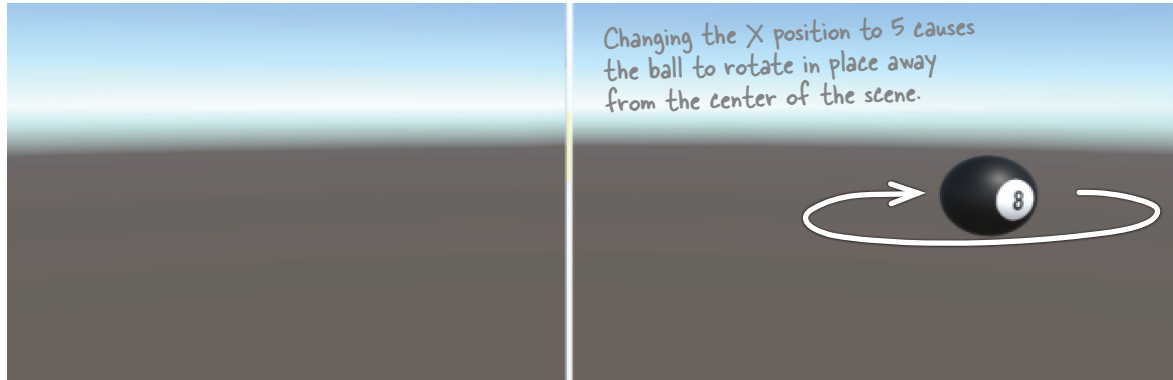 Changing the X position to 5 causes
the ball to rotate in place away
from the center of the scene.
8